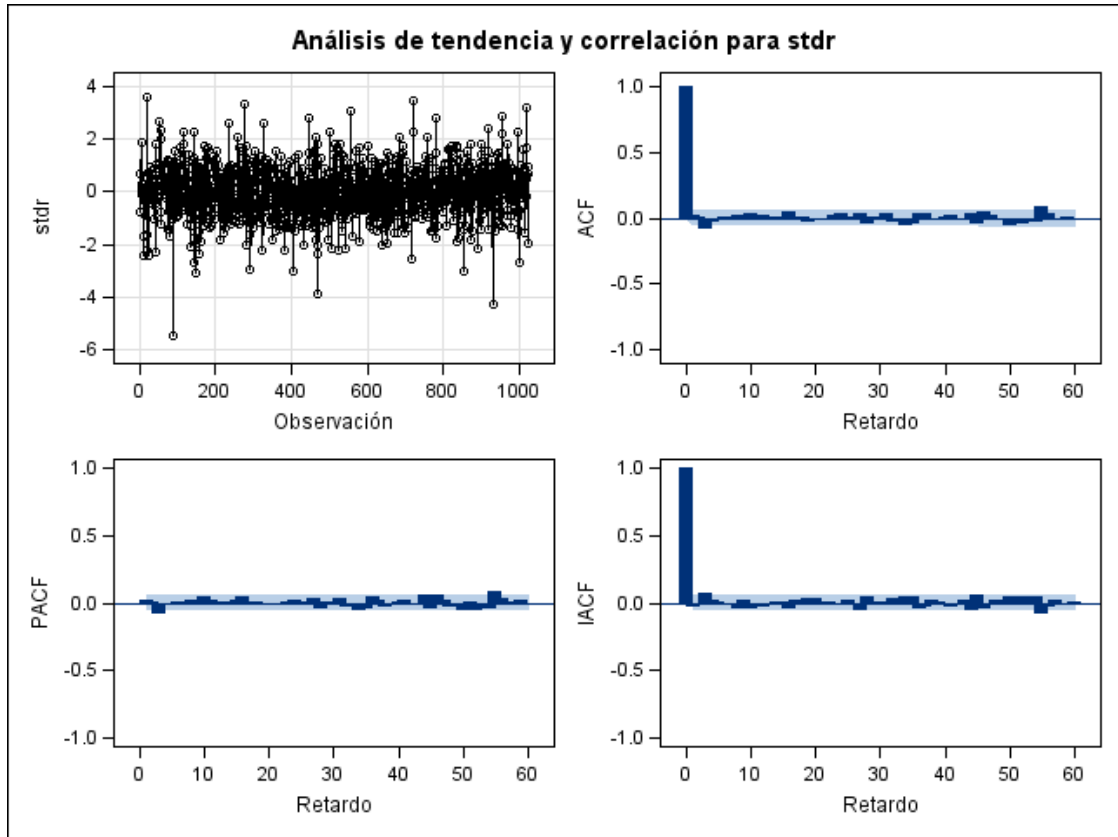 Análisis de tendencia y correlación para stdr
4
2
0
-2
-4
-6
stdr
0 200 400 600 800 1000
Observación
1.0
0.5
0.0
-0.5
-1.0
ACF
0 10 20 30 40 50 60
Retardo
1.0
0.5
0.0
-0.5
-1.0
PACF
0 10 20 30 40 50 60
Retardo
1.0
0.5
0.0
-0.5
-1.0
IACF
0 10 20 30 40 50 60
Retardo